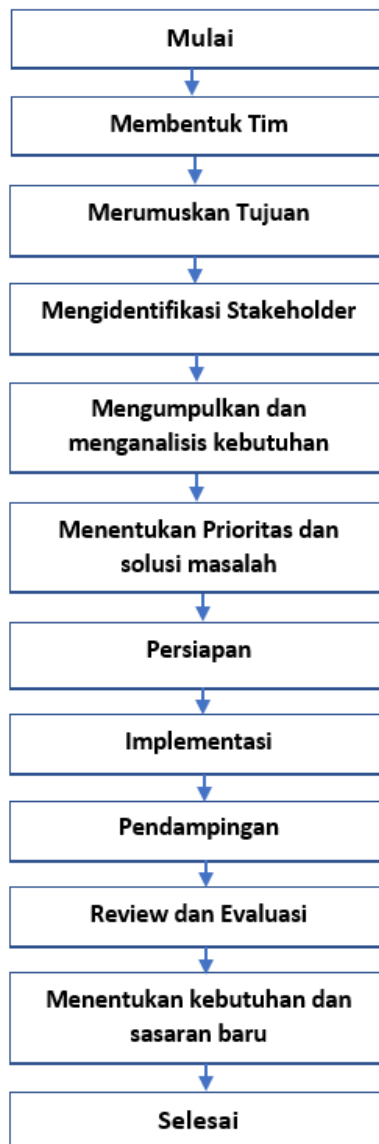 Mulai
Membentuk Tim
Merumuskan Tujuan
Mengidentifikasi Stakeholder
Mengumpulkan dan
menganalisis kebutuhan
Menentukan Prioritas dan
solusi masalah
Persiapan
Implementasi
Pendampingan
Review dan Evaluasi
Menentukan kebutuhan dan
sasaran baru
Selesai